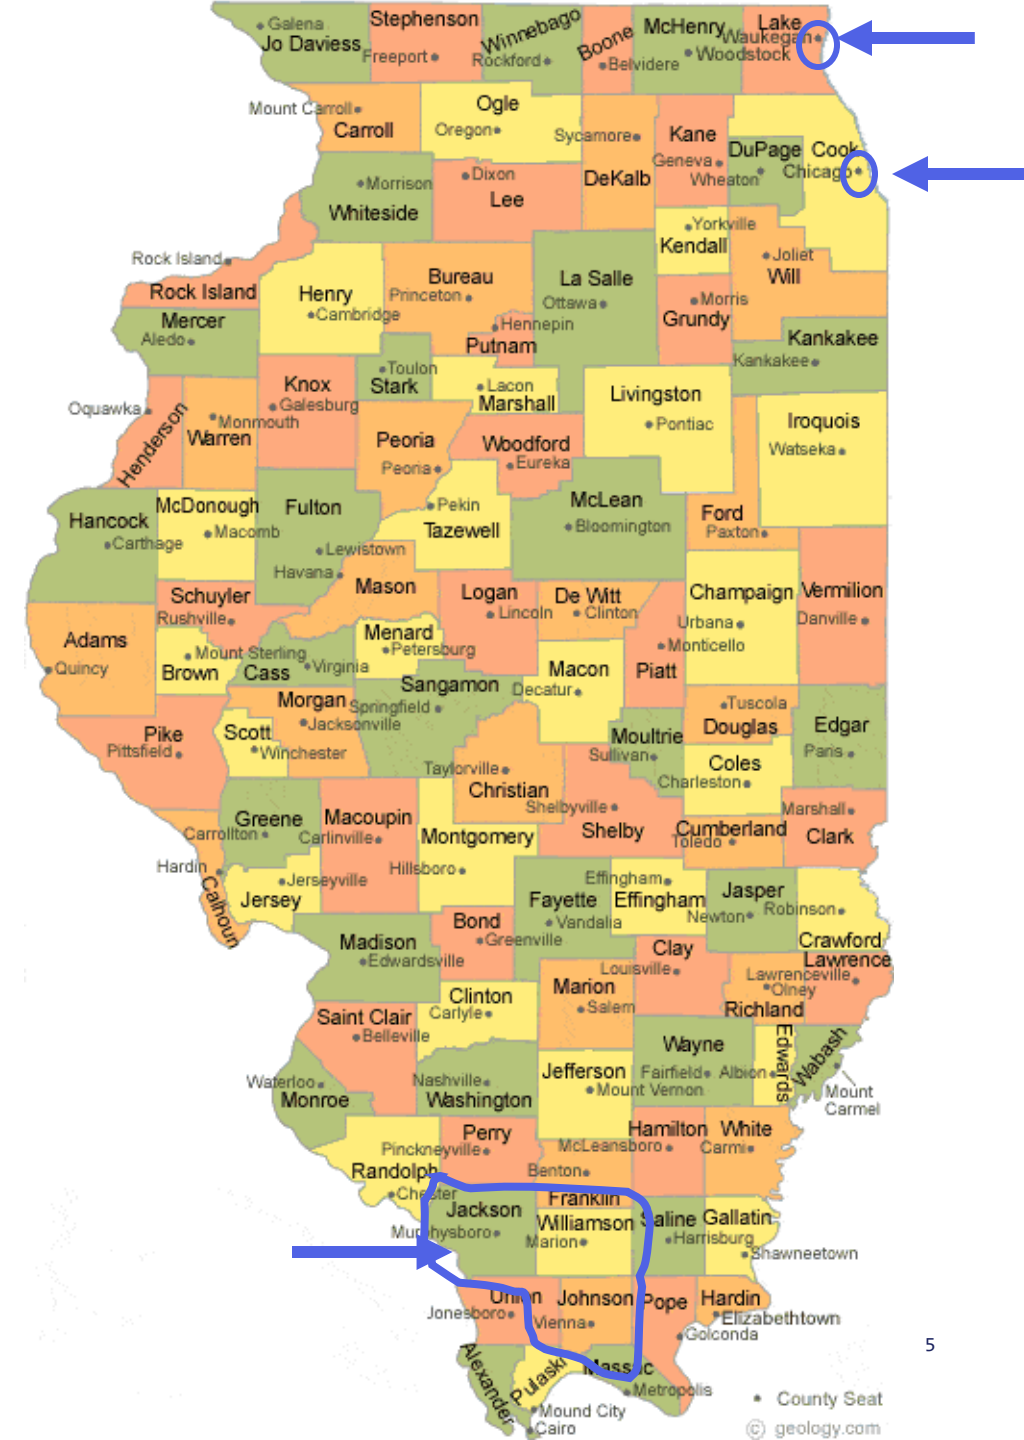 Galena
Jo Daviess
Stephenson
Freeport
Winnebago
Rockford
Boone
Belvidere
McHenry
Woodstock
Lake
Waukegan
Mount Carroll
Carroll
Ogle
Oregon
Sycamore
DeKalb
Kane
Geneva
DuPage
Wheaton
Cook
Chicago
Morrison
Whiteside
Dixon
Lee
Yorkville
Kendall
Joliet
Will
Rock Island
Rock Island
Henry
Cambridge
Bureau
Princeton
La Salle
Ottawa
Morris
Grundy
Hennepin
Putnam
Mercer
Aledo
Kankakee
Kankakee
Toulon
Stark
Lacon
Marshall
Livingston
Pontiac
Iroquois
Watseka
Knox
Galesburg
Oquawka
Henderson
Monmouth
Warren
Peoria
Peoria
Woodford
Eureka
Pekin
Tazewell
McLean
Bloomington
Ford
Paxton
Hancock
Carthage
McDonough
Macomb
Fulton
Lewistown
Havana
Mason
Schuyler
Rushville
Logan
Lincoln
De Witt
Clinton
Champaign
Urbana
Vermilion
Danville
Adams
Quincy
Mount Sterling
Brown
Cass
Virginia
Menard
Petersburg
Monticello
Piatt
Macon
Decatur
Sangamon
Springfield
Morgan
Jacksonville
Scott
Winchester
Pike
Pittsfield
Tuscola
Douglas
Edgar
Paris
Moultrie
Sullivan
Coles
Charleston
Taylorville
Christian
Shelbyville
Shelby
Cumberland
Toledo
Marshall
Clark
Greene
Carrollton
Macoupin
Carlinville
Montgomery
Hillsboro
Hardin
Calhoun
Jerseyville
Jersey
Fayette
Vandalia
Effingham
Effingham
Jasper
Newton
Robinson
Crawford
Bond
Greenville
Madison
Edwardsville
Clay
Louisville
Lawrence
Lawrenceville
Olney
Richland
Marion
Salem
Clinton
Carlyle
Saint Clair
Belleville
Wayne
Fairfield
Albion
Edwards
Wabash
Mount
Carmel
Jefferson
Mount Vernon
Nashville
Washington
Waterloo
Monroe
Perry
Pinckneyville
Hamilton
McLeansboro
White
Carmi
Randolph
Chester
Benton
Franklin
Jackson
Murphysboro
Williamson
Marion
Saline
Harrisburg
Gallatin
Shawneetown
Union
Jonesboro
Johnson
Vienna
Pope
Golconda
Hardin
Elizabethtown
Alexander
Pulaski
Massac
Metropolis
Mound City
Cairo
5
County Seat
© geology.com